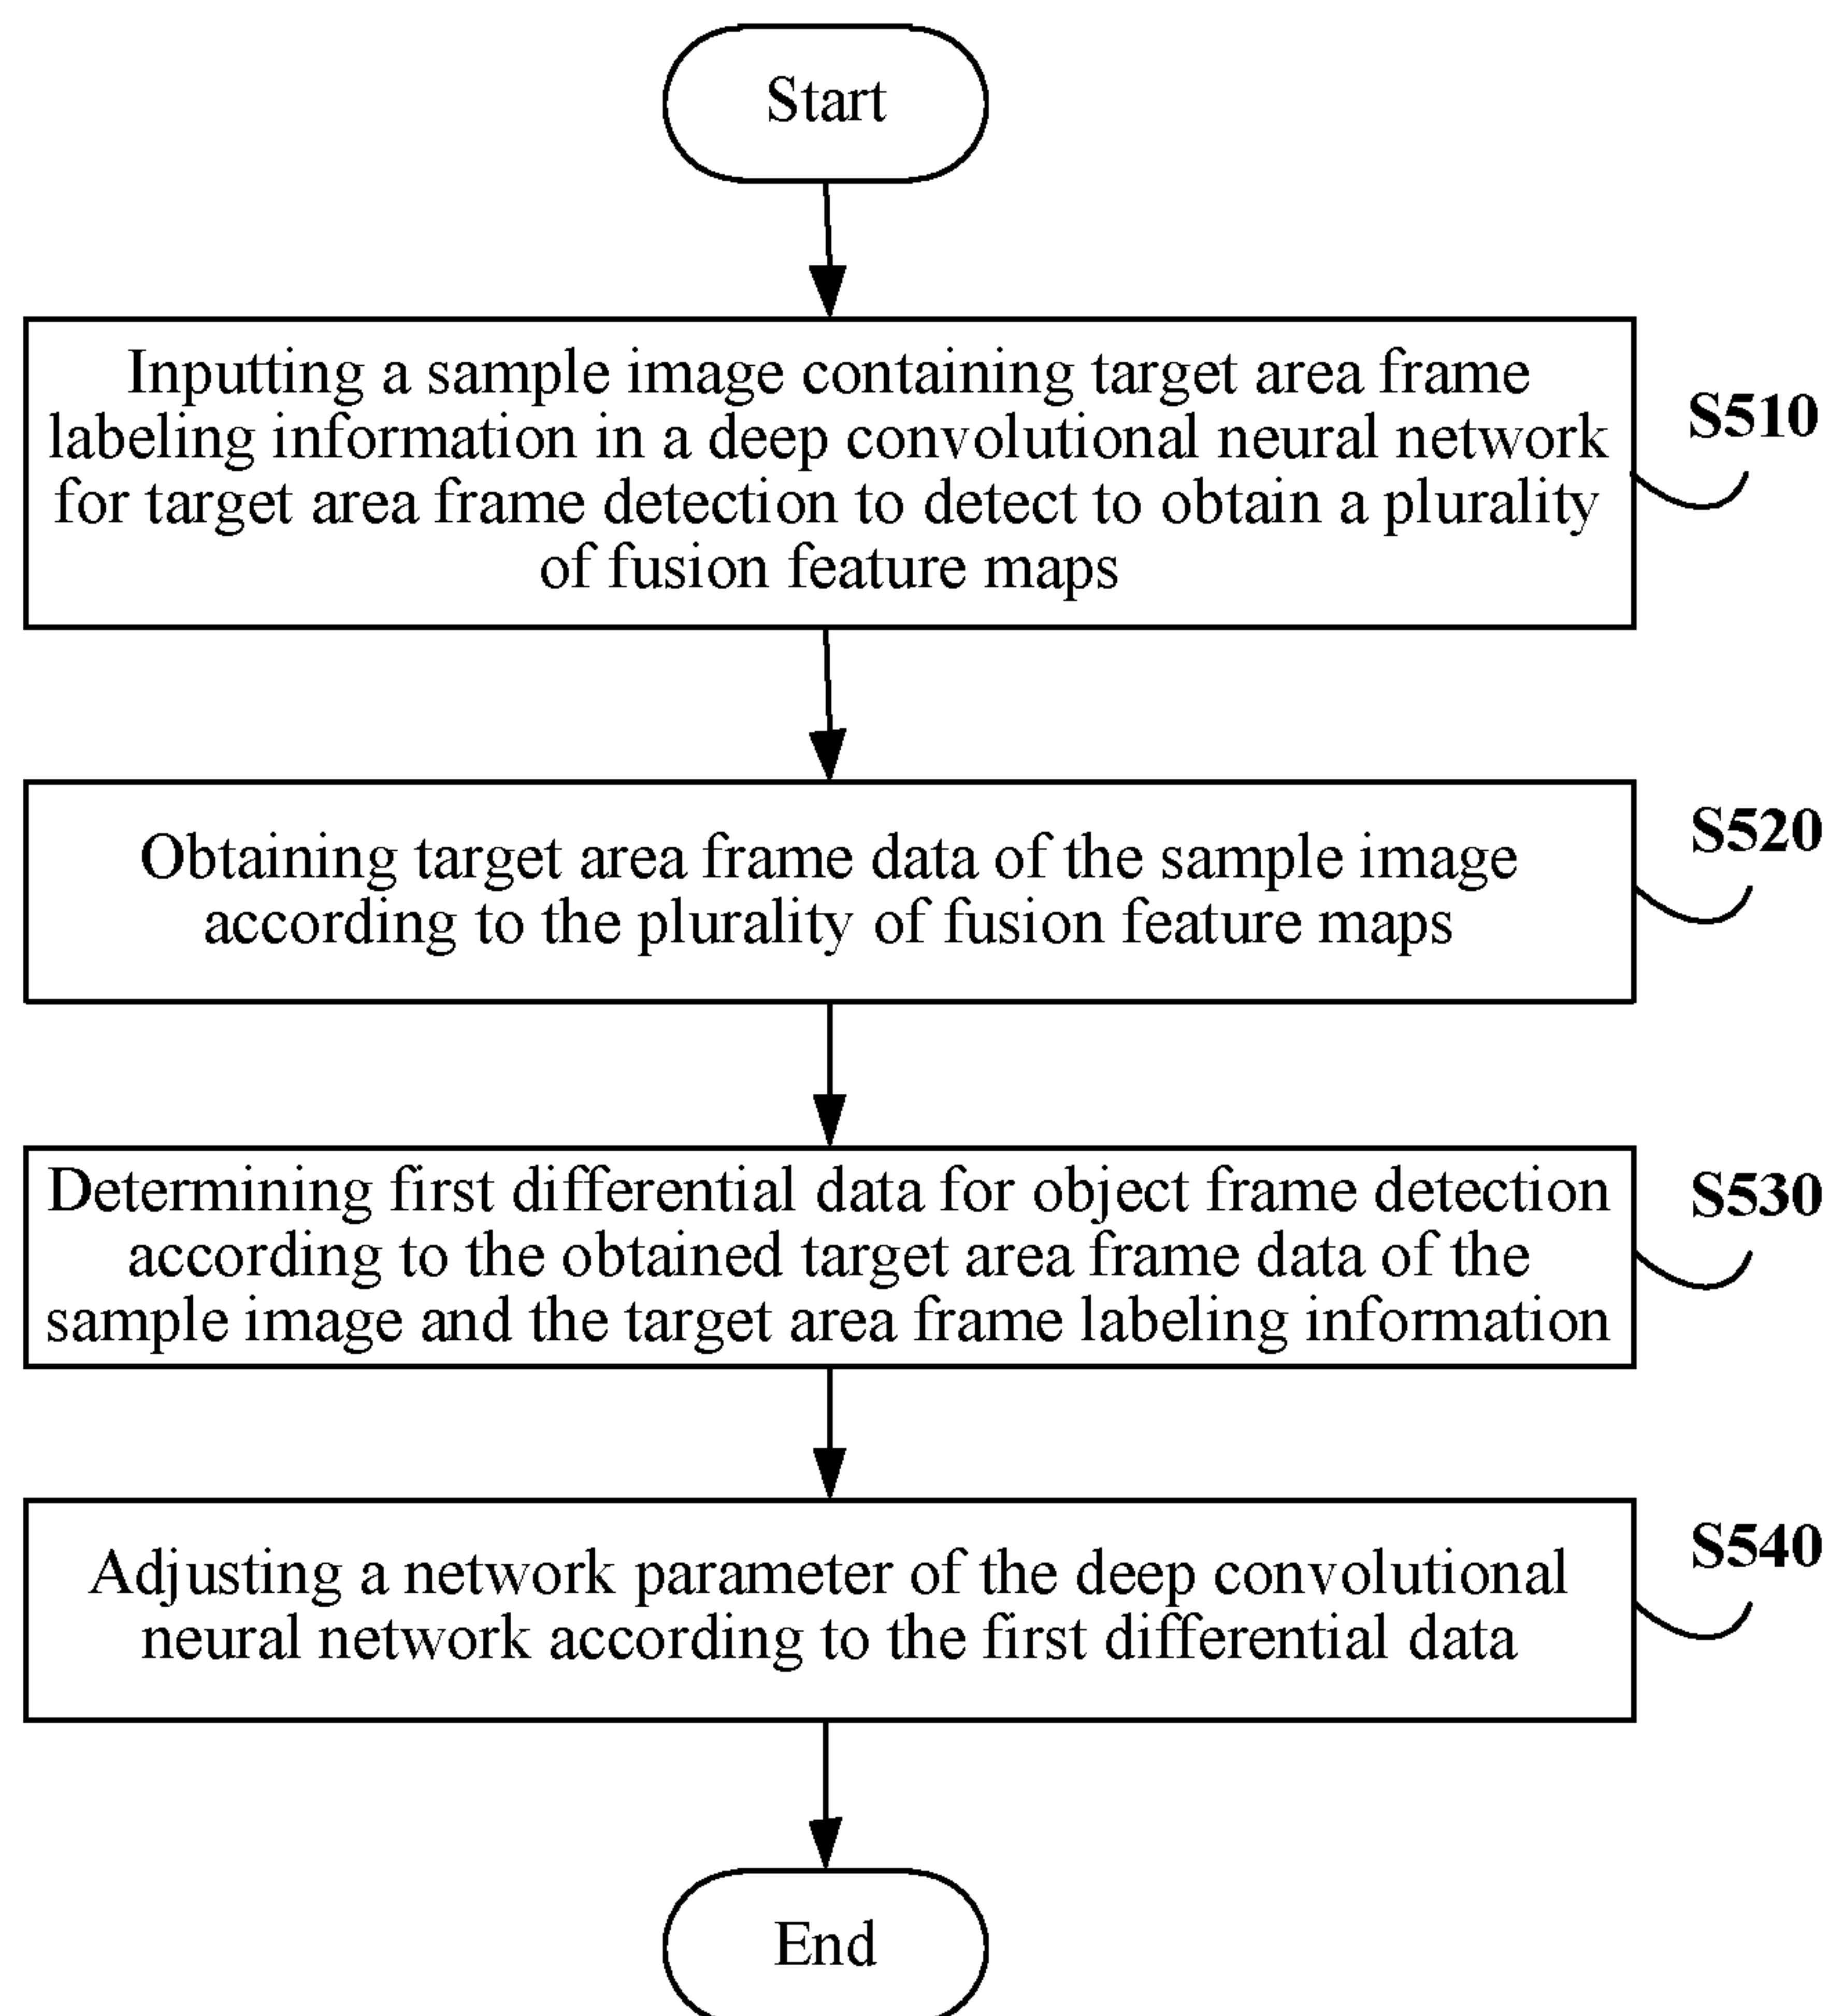 Start
Inputting a sample image containing target area frame
labeling information in a deep convolutional neural network
for target area frame detection to detect to obtain a plurality
of fusion feature maps
S510
Obtaining target area frame data of the sample image
according to the plurality of fusion feature maps
S520
Determining first differential data for object frame detection
according to the obtained target area frame data of the
sample image and the target area frame labeling information
S530
Adjusting a network parameter of the deep convolutional
neural network according to the first differential data
S540
End